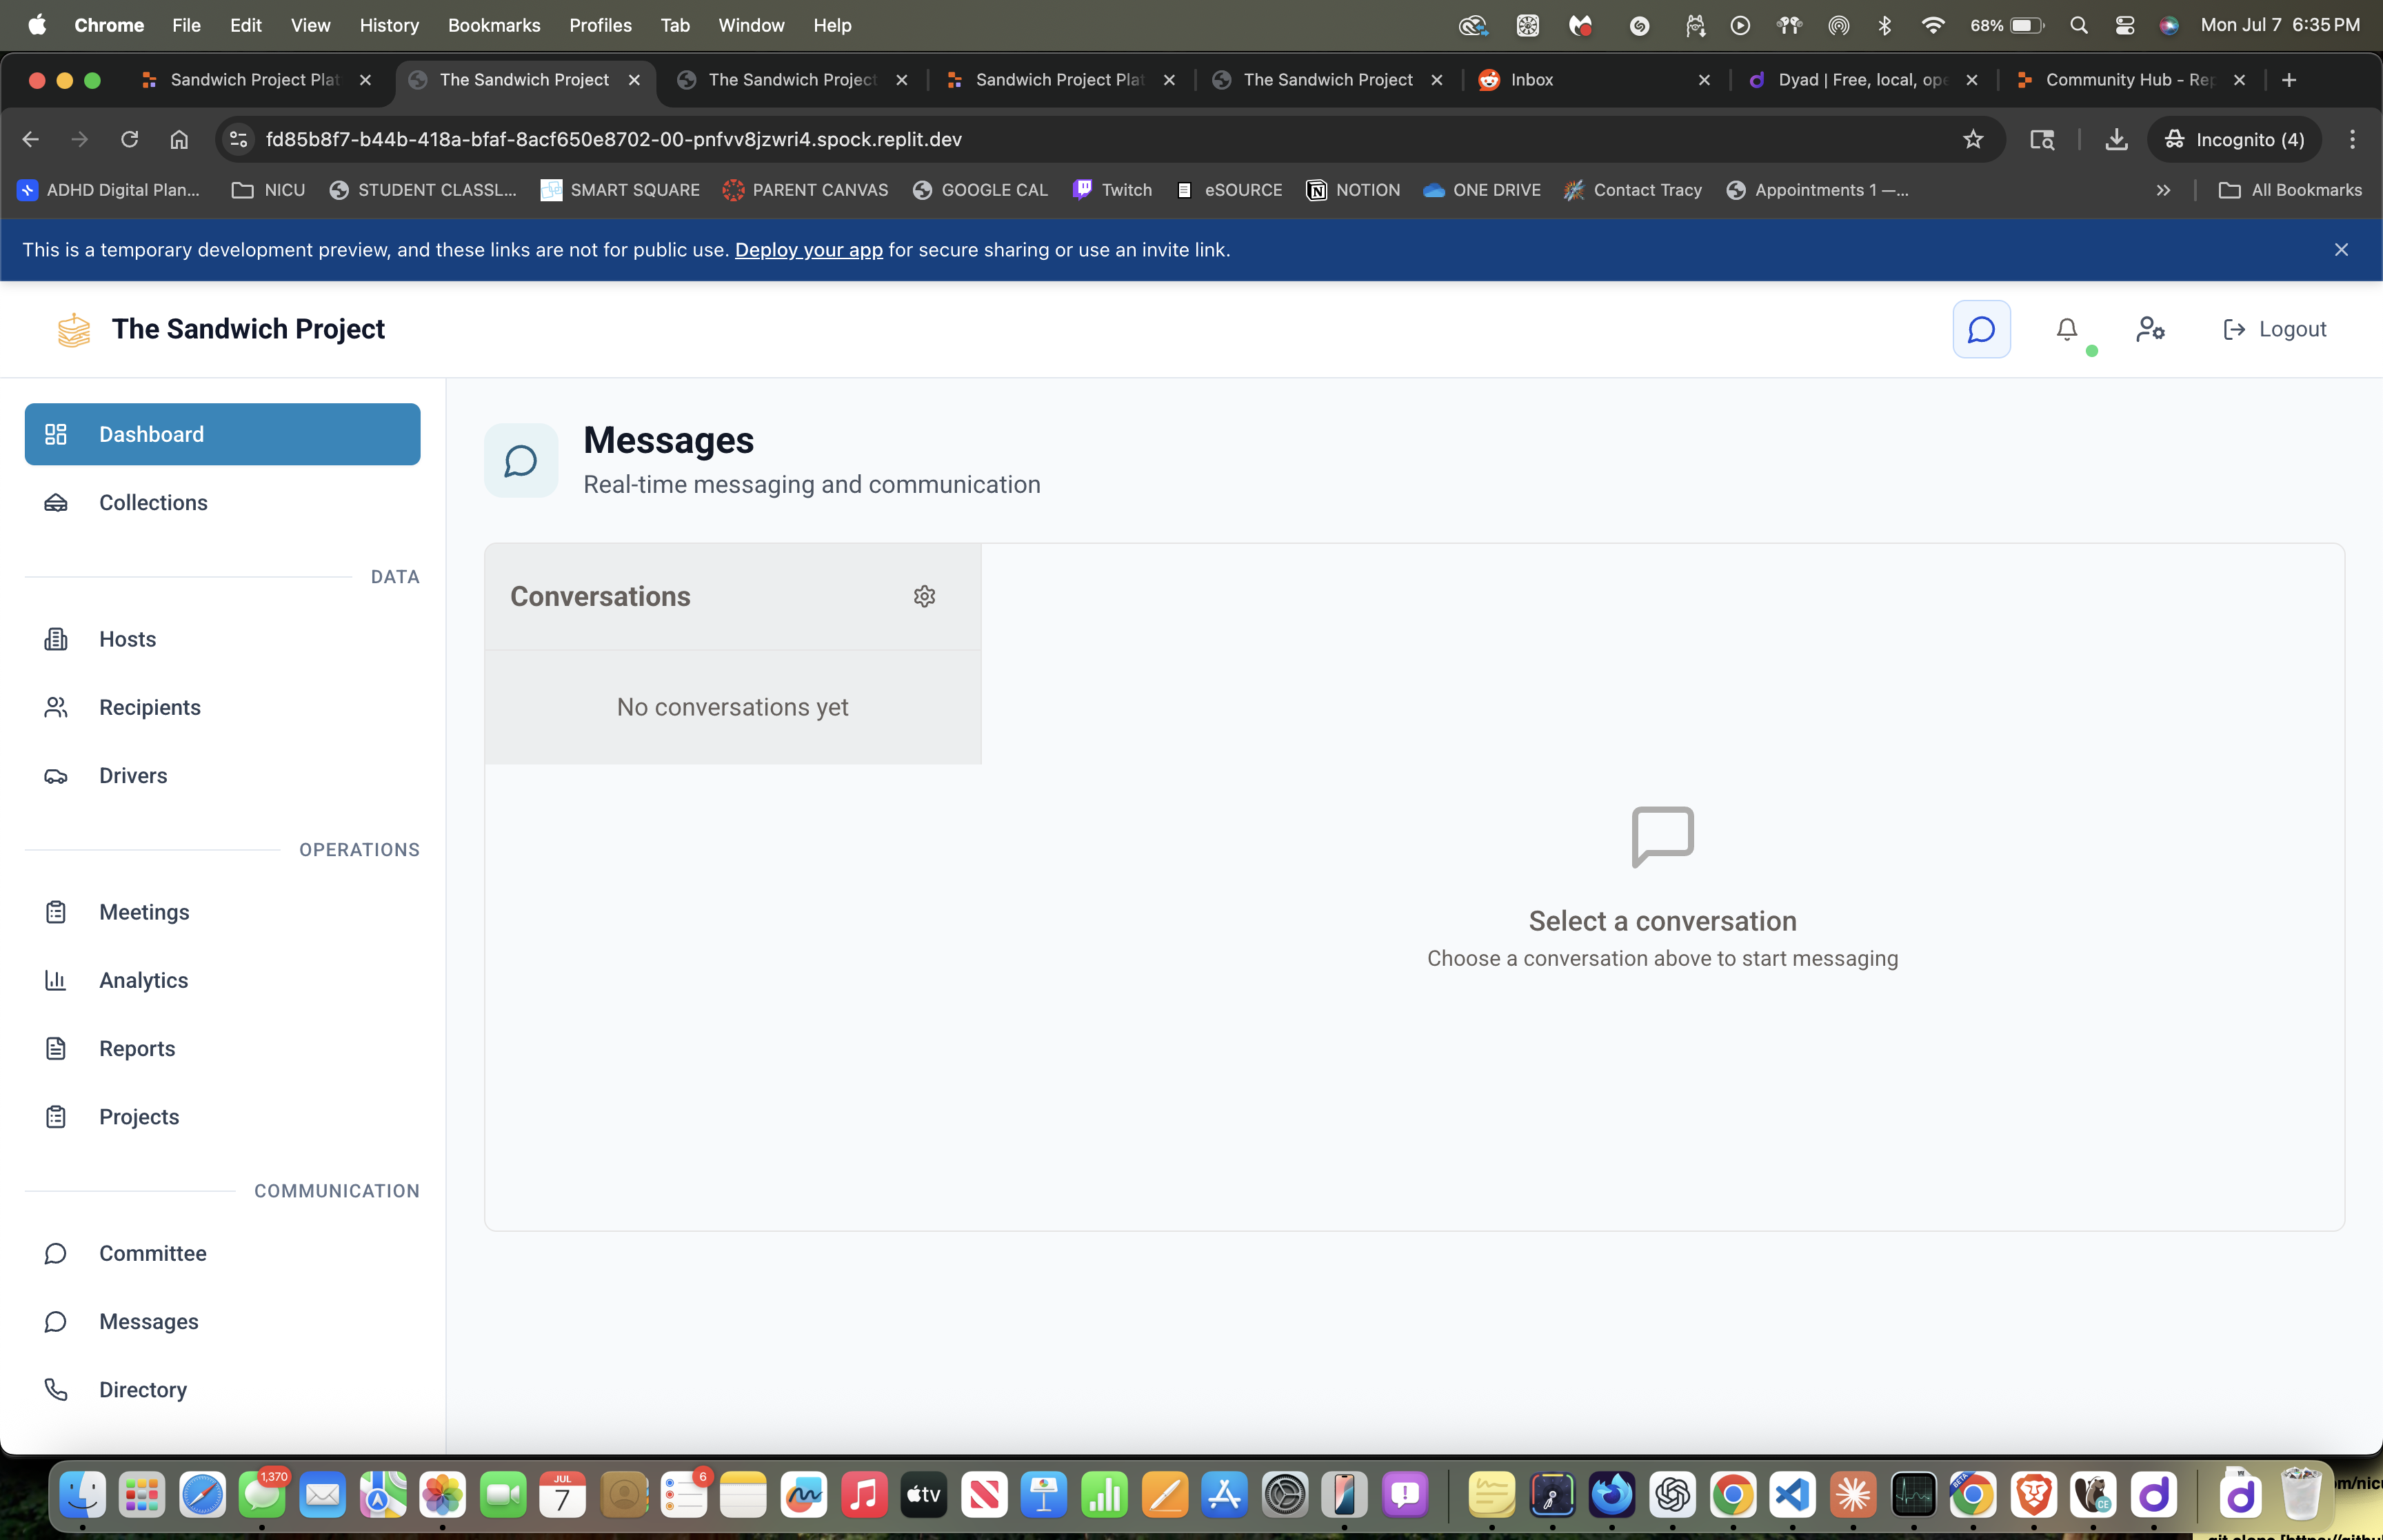 Chrome File Edit View History Bookmarks Profiles Tab Window Help 68% Mon Jul 7 6:35 PM
Sandwich Project Plat The Sandwich Project The Sandwich Project Sandwich Project Plat The Sandwich Project Inbox Dyad | Free, local, ope Community Hub - Rep
fd85b8f7-b44b-418a-bfaf-8acf650e8702-00-pnfvv8jzwri4.spock.replit.dev Incognito (4)
ADHD Digital Plan... NICU STUDENT CLASSL... SMART SQUARE PARENT CANVAS GOOGLE CAL Twitch eSOURCE NOTION ONE DRIVE Contact Tracy Appointments 1 —... All Bookmarks
This is a temporary development preview, and these links are not for public use. Deploy your app for secure sharing or use an invite link.
The Sandwich Project Logout
Dashboard
Collections
DATA
Hosts
Recipients
Drivers
OPERATIONS
Meetings
Analytics
Reports
Projects
COMMUNICATION
Committee
Messages
Directory
Messages
Real-time messaging and communication
Conversations
No conversations yet
Select a conversation
Choose a conversation above to start messaging
1,370
JUL
7
6
tv
BETA
CE